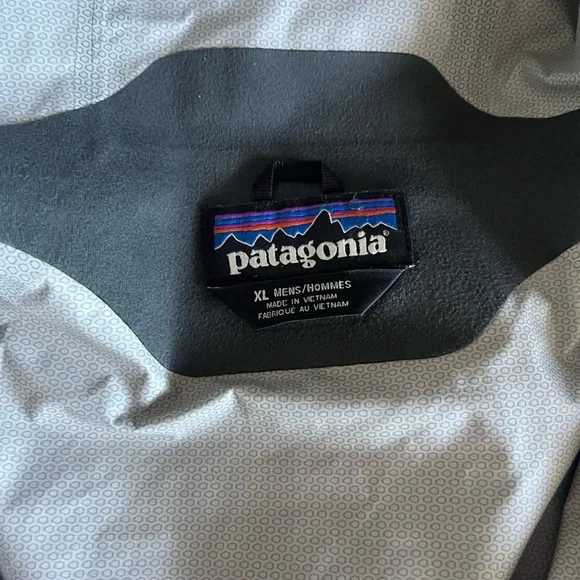 patagonia®
XL MENS/HOMMES
MADE IN VIETNAM
FABRIQUÉ AU VIETNAM